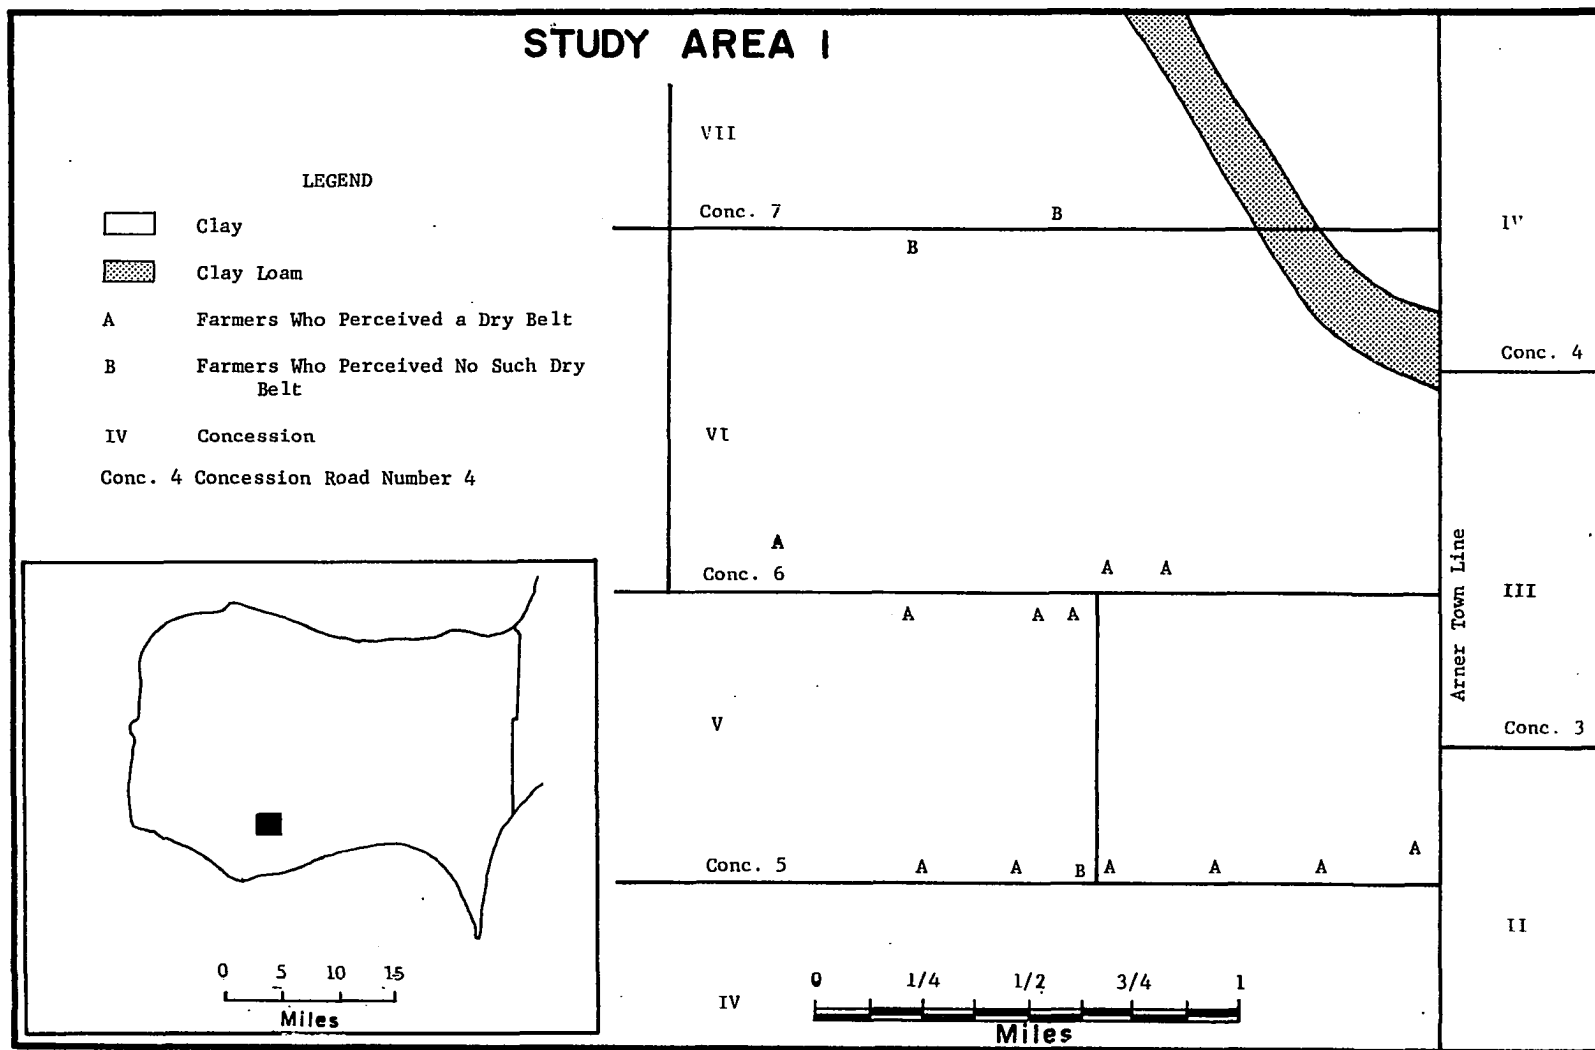 STUDY AREA I
LEGEND
Clay
Clay Loam
A Farmers Who Perceived a Dry Belt
B Farmers Who Perceived No Such Dry
Belt
IV Concession
Conc. 4 Concession Road Number 4
0 5 10 15
Miles
VII
Conc. 7
B
B
IV
Conc. 4
VI
A
Conc. 6
A A
A A A
Arner Town Line
III
V
Conc. 3
Conc. 5
A A B A A A A
II
IV
0 1/4 1/2 3/4 1
Miles